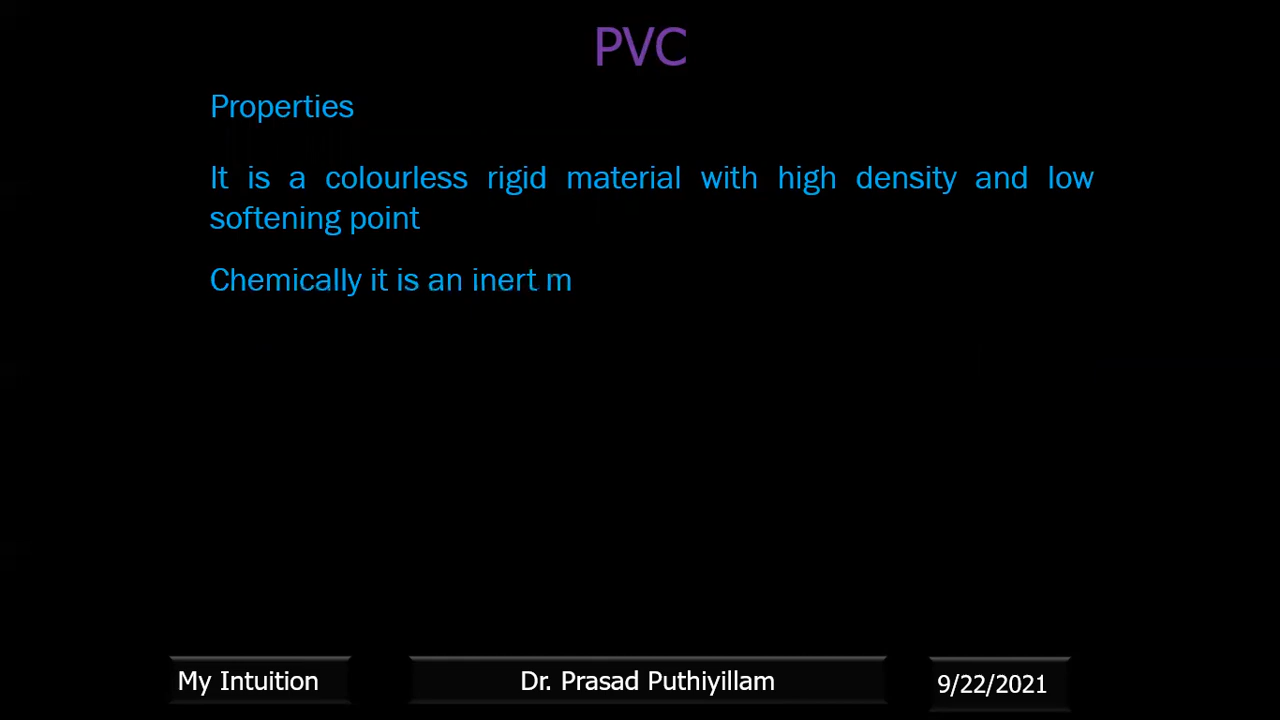 PVC
Properties
It is a colourless rigid material with high density and low
softening point
Chemically it is an inert m
My Intuition
Dr. Prasad Puthiyillam
9/22/2021